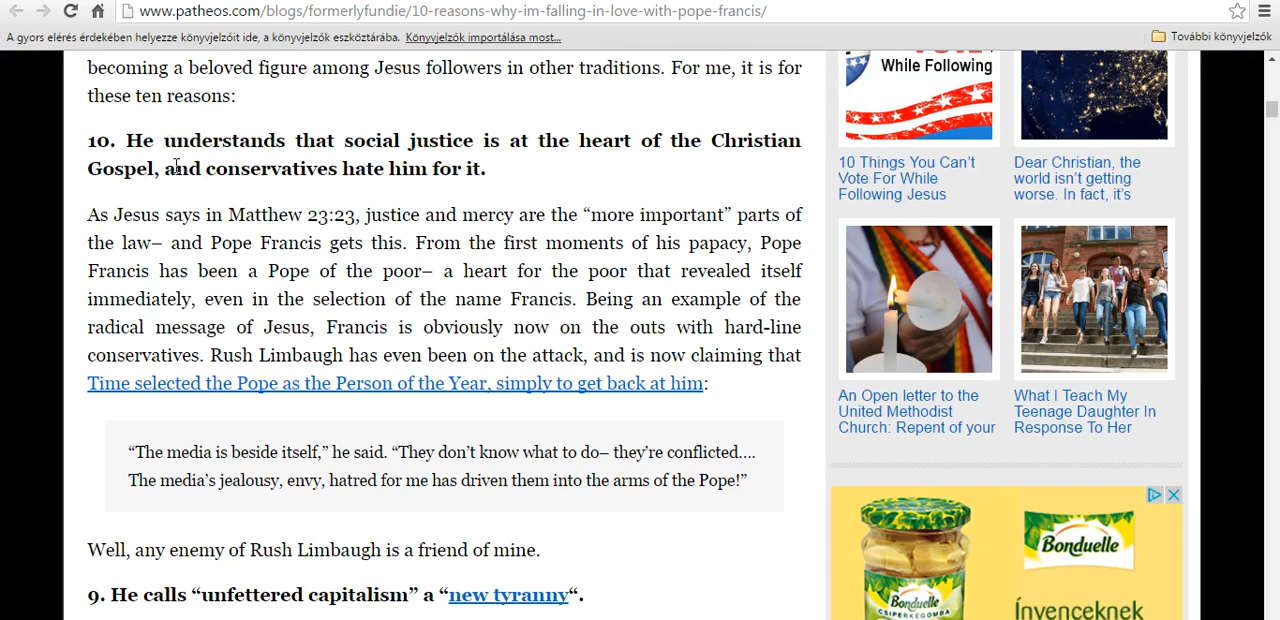 www.patheos.com/blogs/formerlyfundie/10-reasons-why-im-falling-in-love-with-pope-francis/
A gyors elérés érdekében helyezze könyvjelzőit ide, a könyvjelzők eszköztárába. Könyvjelzők importálása most...
További könyvjelzők
becoming a beloved figure among Jesus followers in other traditions. For me, it is for
these ten reasons:
10. He understands that social justice is at the heart of the Christian
Gospel, and conservatives hate him for it.
As Jesus says in Matthew 23:23, justice and mercy are the “more important” parts of
the law– and Pope Francis gets this. From the first moments of his papacy, Pope
Francis has been a Pope of the poor– a heart for the poor that revealed itself
immediately, even in the selection of the name Francis. Being an example of the
radical message of Jesus, Francis is obviously now on the outs with hard-line
conservatives. Rush Limbaugh has even been on the attack, and is now claiming that
Time selected the Pope as the Person of the Year, simply to get back at him:
“The media is beside itself,” he said. “They don’t know what to do– they’re conflicted….
The media’s jealousy, envy, hatred for me has driven them into the arms of the Pope!”
Well, any enemy of Rush Limbaugh is a friend of mine.
9. He calls “unfettered capitalism” a “new tyranny“.
While Following
10 Things You Can’t
Vote For While
Following Jesus
Dear Christian, the
world isn’t getting
worse. In fact, it’s
An Open letter to the
United Methodist
Church: Repent of your
What I Teach My
Teenage Daughter In
Response To Her
Bonduelle
Bonduelle
CSIPERKEGOMBA
Ínyenceknek